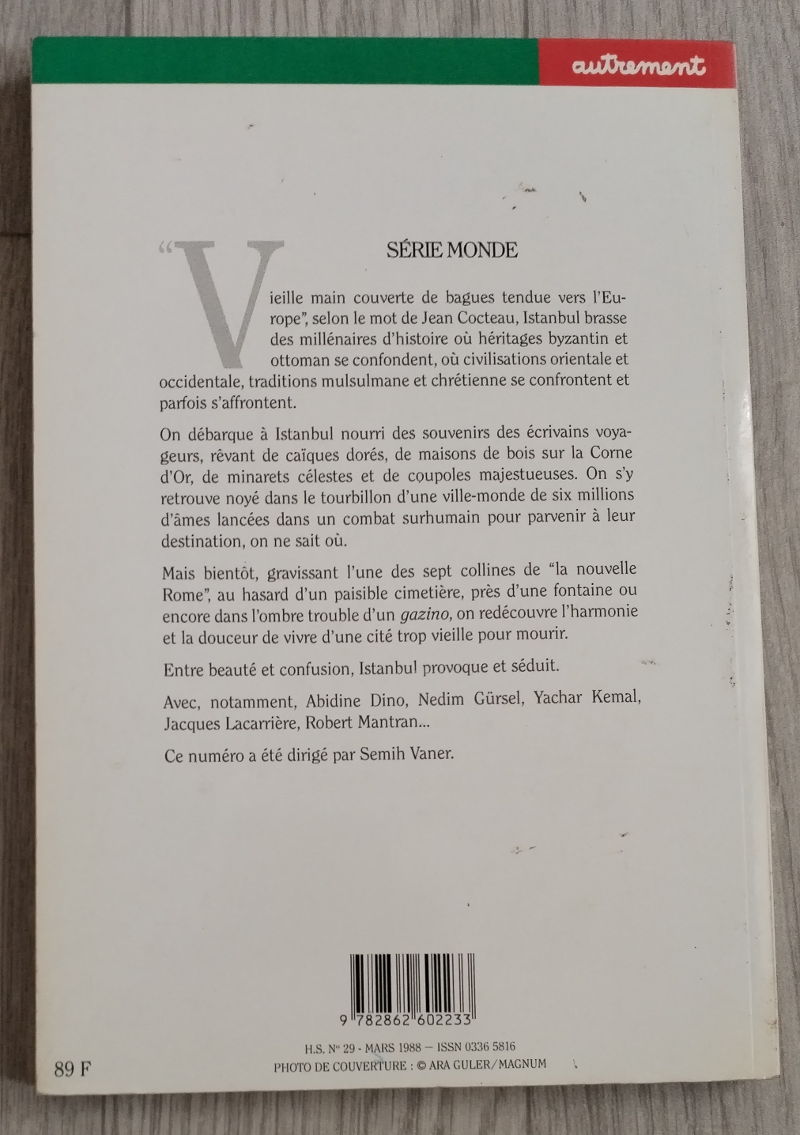 autrement
SÉRIE MONDE
“Vieille main couverte de bagues tendue vers l’Eu-
rope”, selon le mot de Jean Cocteau, Istanbul brasse
des millénaires d’histoire où héritages byzantin et
ottoman se confondent, où civilisations orientale et
occidentale, traditions mulsulmane et chrétienne se confrontent et
parfois s’affrontent.
On débarque à Istanbul nourri des souvenirs des écrivains voya-
geurs, rêvant de caïques dorés, de maisons de bois sur la Corne
d’Or, de minarets célestes et de coupoles majestueuses. On s’y
retrouve noyé dans le tourbillon d’une ville-monde de six millions
d’âmes lancées dans un combat surhumain pour parvenir à leur
destination, on ne sait où.
Mais bientôt, gravissant l’une des sept collines de “la nouvelle
Rome”, au hasard d’un paisible cimetière, près d’une fontaine ou
encore dans l’ombre trouble d’un gazino, on redécouvre l’harmonie
et la douceur de vivre d’une cité trop vieille pour mourir.
Entre beauté et confusion, Istanbul provoque et séduit.
Avec, notamment, Abidine Dino, Nedim Gürsel, Yachar Kemal,
Jacques Lacarrière, Robert Mantran...
Ce numéro a été dirigé par Semih Vaner.
9 782862 602233
H.S. N° 29 - MARS 1988 — ISSN 0336 5816
PHOTO DE COUVERTURE : © ARA GULER/MAGNUM
89 F